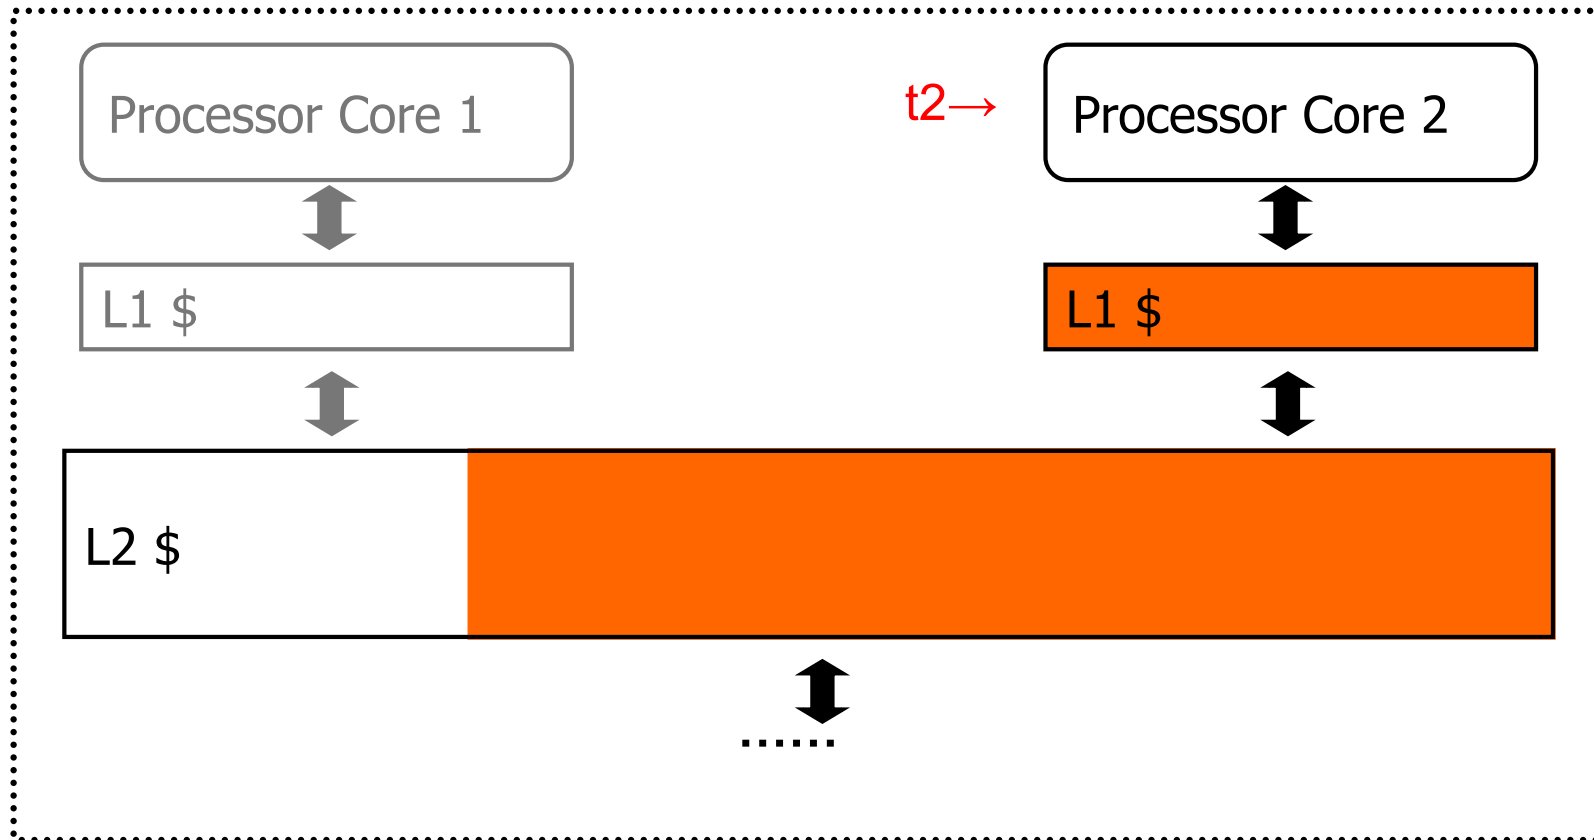 Processor Core 1
t2→
Processor Core 2
L1 $
L1 $
L2 $
......